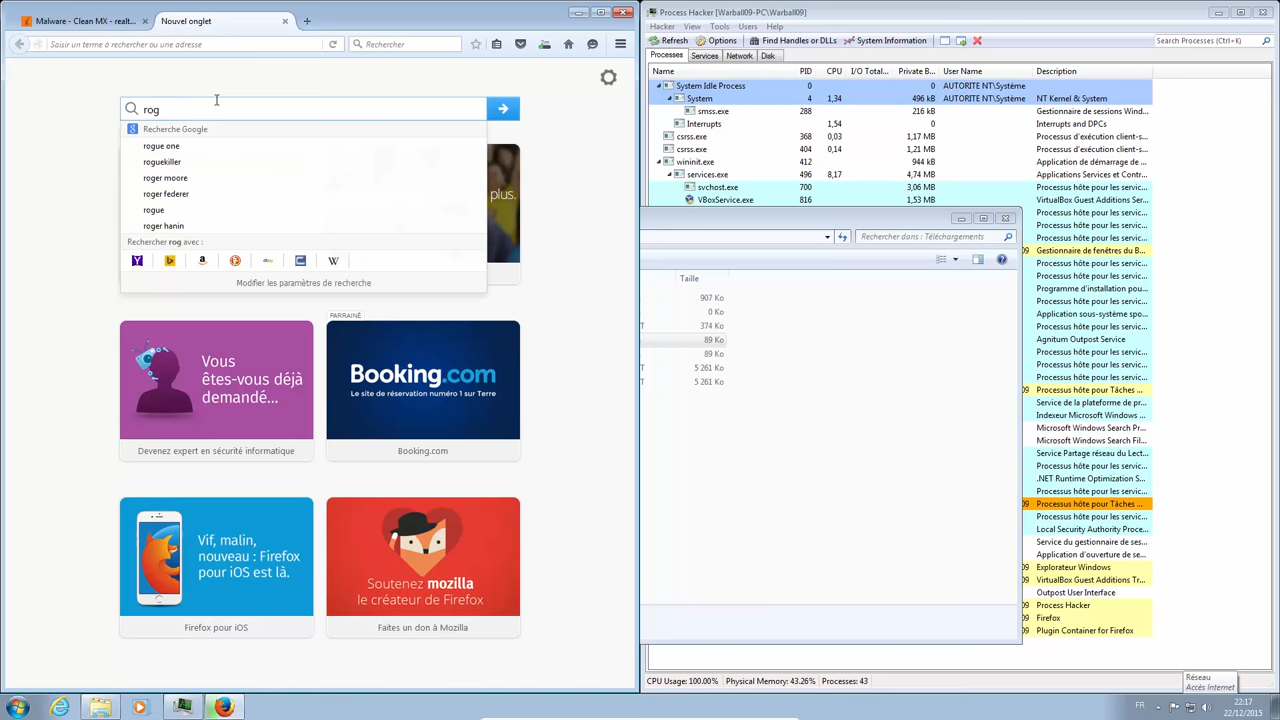 Malware - Clean MX - realt...
Nouvel onglet
Saisir un terme à rechercher ou une adresse
Rechercher
rog
Recherche Google
rogue one
roguekiller
roger moore
roger federer
rogue
roger hanin
Rechercher rog avec :
Modifier les paramètres de recherche
plus.
PARRAINÉ
Vous
êtes-vous déjà
demandé...
Devenez expert en sécurité informatique
Booking.com
Le site de réservation numéro 1 sur Terre
Booking.com
Vif, malin,
nouveau : Firefox
pour iOS est là.
Firefox pour iOS
Soutenez mozilla
le créateur de Firefox
Faites un don à Mozilla
Process Hacker [Warball09-PC\Warball09]
Hacker View Tools Users Help
Refresh Options Find Handles or DLLs System Information Search Processes (Ctrl+K)
Processes Services Network Disk
Name PID CPU I/O Total... Private B... User Name Description
System Idle Process 0 0 AUTORITE NT\Système
System 4 1,34 496 kB AUTORITE NT\Système NT Kernel & System
smss.exe 288 216 kB Gestionnaire de sessions Wind...
Interrupts 1,54 0 Interrupts and DPCs
csrss.exe 368 0,03 1,17 MB Processus d'exécution client-s...
csrss.exe 404 0,14 1,21 MB Processus d'exécution client-s...
wininit.exe 412 944 kB Application de démarrage de ...
services.exe 496 8,17 4,74 MB Applications Services et Contr...
svchost.exe 700 3,06 MB Processus hôte pour les servic...
VBoxService.exe 816 1,53 MB VirtualBox Guest Additions Ser...
Processus hôte pour les servic...
VirtualBox Guest Additions Ser...
Processus hôte pour les servic...
Processus hôte pour les servic...
09 Gestionnaire de fenêtres du B...
Processus hôte pour les servic...
Processus hôte pour les servic...
Programme d'installation pou...
Processus hôte pour les servic...
Application sous-système spo...
Processus hôte pour les servic...
Agnitum Outpost Service
Processus hôte pour les servic...
Processus hôte pour les servic...
Processus hôte pour les servic...
09 Processus hôte pour Tâches ...
Service de la plateforme de pr...
Indexeur Microsoft Windows ...
Microsoft Windows Search Pr...
Microsoft Windows Search Fil...
Service Partage réseau du Lect...
Processus hôte pour les servic...
.NET Runtime Optimization S...
Processus hôte pour les servic...
09 Processus hôte pour Tâches ...
Processus hôte pour les servic...
Local Security Authority Proce...
Service du gestionnaire de ses...
Application d'ouverture de se...
09 Explorateur Windows
09 VirtualBox Guest Additions Tr...
Outpost User Interface
09 Process Hacker
09 Firefox
09 Plugin Container for Firefox
Rechercher dans : Téléchargements
Taille
907 Ko
0 Ko
T 374 Ko
89 Ko
89 Ko
T 5 261 Ko
T 5 261 Ko
CPU Usage: 100.00% Physical Memory: 43.26% Processes: 43
Réseau
Accès Internet
FR
22:17
22/12/2015